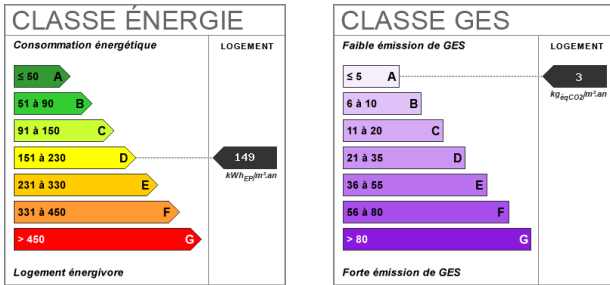 CLASSE ÉNERGIE
Consommation énergétique
LOGEMENT
≤ 50 A
51 à 90 B
91 à 150 C
151 à 230 D
149
kWhEP/m².an
231 à 330 E
331 à 450 F
> 450 G
Logement énergivore
CLASSE GES
Faible émission de GES
LOGEMENT
≤ 5 A
3
kgéqCO2/m².an
6 à 10 B
11 à 20 C
21 à 35 D
36 à 55 E
56 à 80 F
> 80 G
Forte émission de GES